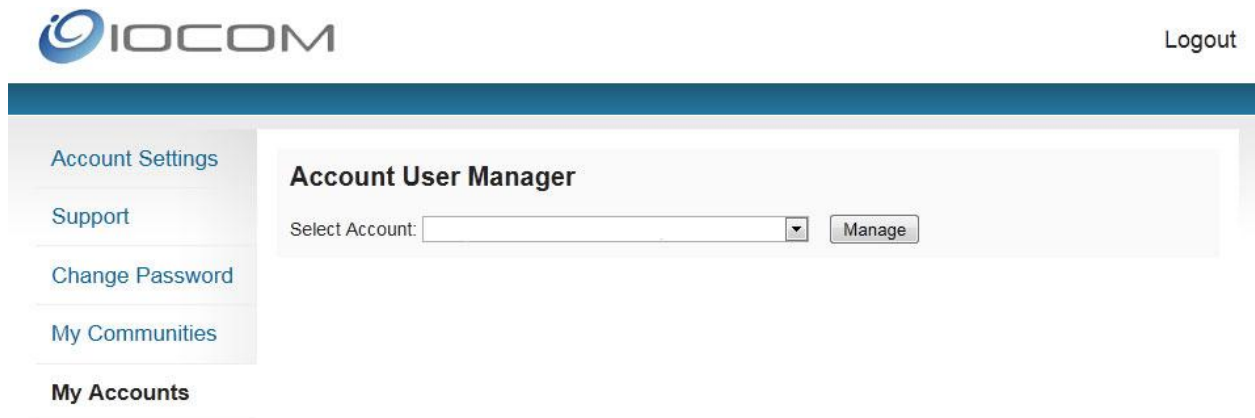 IOCOM
Logout
Account Settings
Account User Manager
Support
Select Account:
Manage
Change Password
My Communities
My Accounts